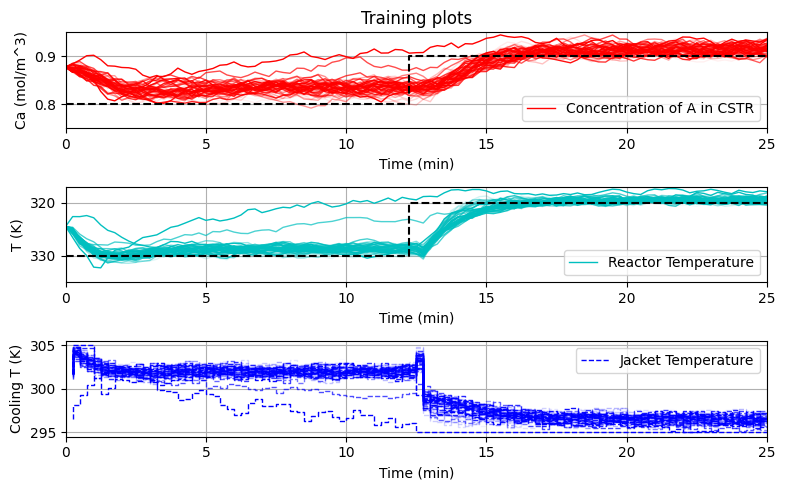 Training plots
Ca (mol/m^3)
0.9
0.8
Concentration of A in CSTR
0 5 10 15 20 25
Time (min)
T (K)
320
330
Reactor Temperature
0 5 10 15 20 25
Time (min)
Cooling T (K)
305
300
295
Jacket Temperature
0 5 10 15 20 25
Time (min)